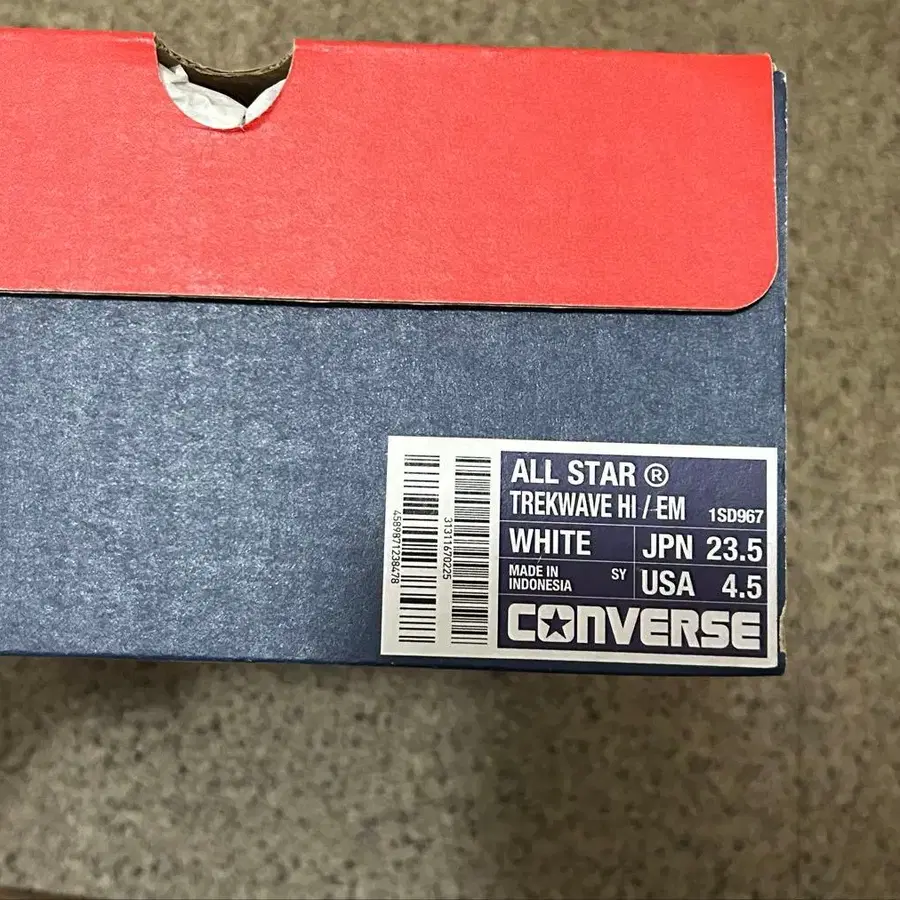 ALL STAR ®
TREKWAVE HI / EM 1SD967
WHITE JPN 23.5
MADE IN INDONESIA SY USA 4.5
CONVERSE
4589871238478
31311670225